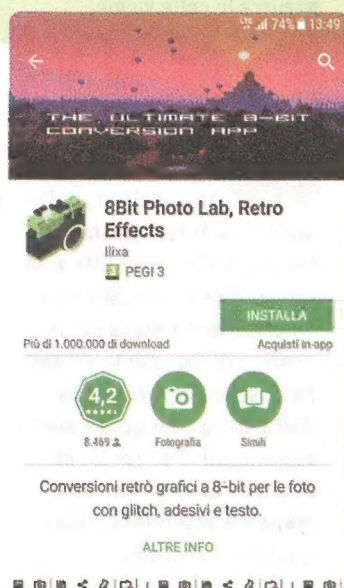 LTE 74% 13:49
THE ULTIMATE 8-BIT
CONVERSION APP
8Bit Photo Lab, Retro
Effects
Ilixa
PEGI 3
INSTALLA
Più di 1.000.000 di download
Acquisti in-app
4,2
8.469
Fotografia
Simili
Conversioni retrò grafici a 8-bit per le foto
con glitch, adesivi e testo.
ALTRE INFO